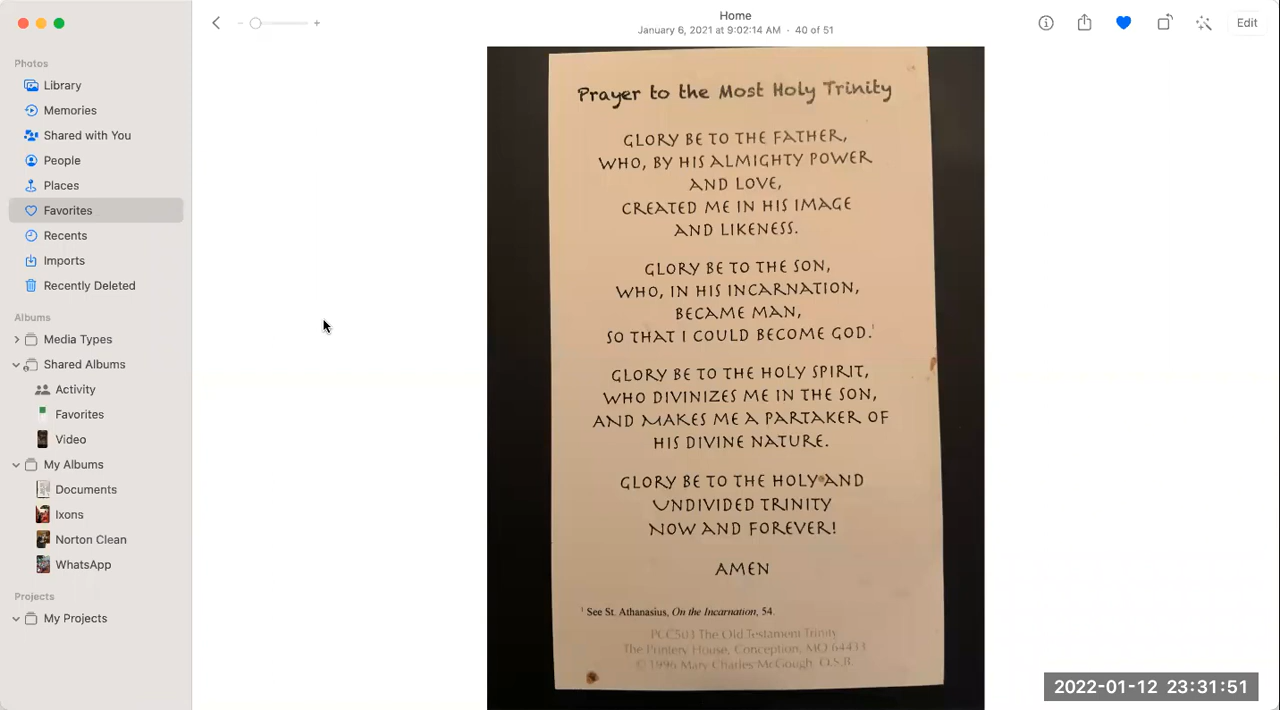 Home
January 6, 2021 at 9:02:14 AM · 40 of 51
Edit
Photos
Library
Memories
Shared with You
People
Places
Favorites
Recents
Imports
Recently Deleted
Albums
Media Types
Shared Albums
Activity
Favorites
Video
My Albums
Documents
Ixons
Norton Clean
WhatsApp
Projects
My Projects
Prayer to the Most Holy Trinity
GLORY BE TO THE FATHER,
WHO, BY HIS ALMIGHTY POWER
AND LOVE,
CREATED ME IN HIS IMAGE
AND LIKENESS.
GLORY BE TO THE SON,
WHO, IN HIS INCARNATION,
BECAME MAN,
SO THAT I COULD BECOME GOD.¹
GLORY BE TO THE HOLY SPIRIT,
WHO DIVINIZES ME IN THE SON,
AND MAKES ME A PARTAKER OF
HIS DIVINE NATURE.
GLORY BE TO THE HOLY AND
UNDIVIDED TRINITY
NOW AND FOREVER!
AMEN
¹ See St. Athanasius, On the Incarnation, 54.
PCC503 The Old Testament Trinity
The Printery House, Conception, MO 64433
© 1996 Mary Charles McGough, O.S.B.
2022-01-12 23:31:51